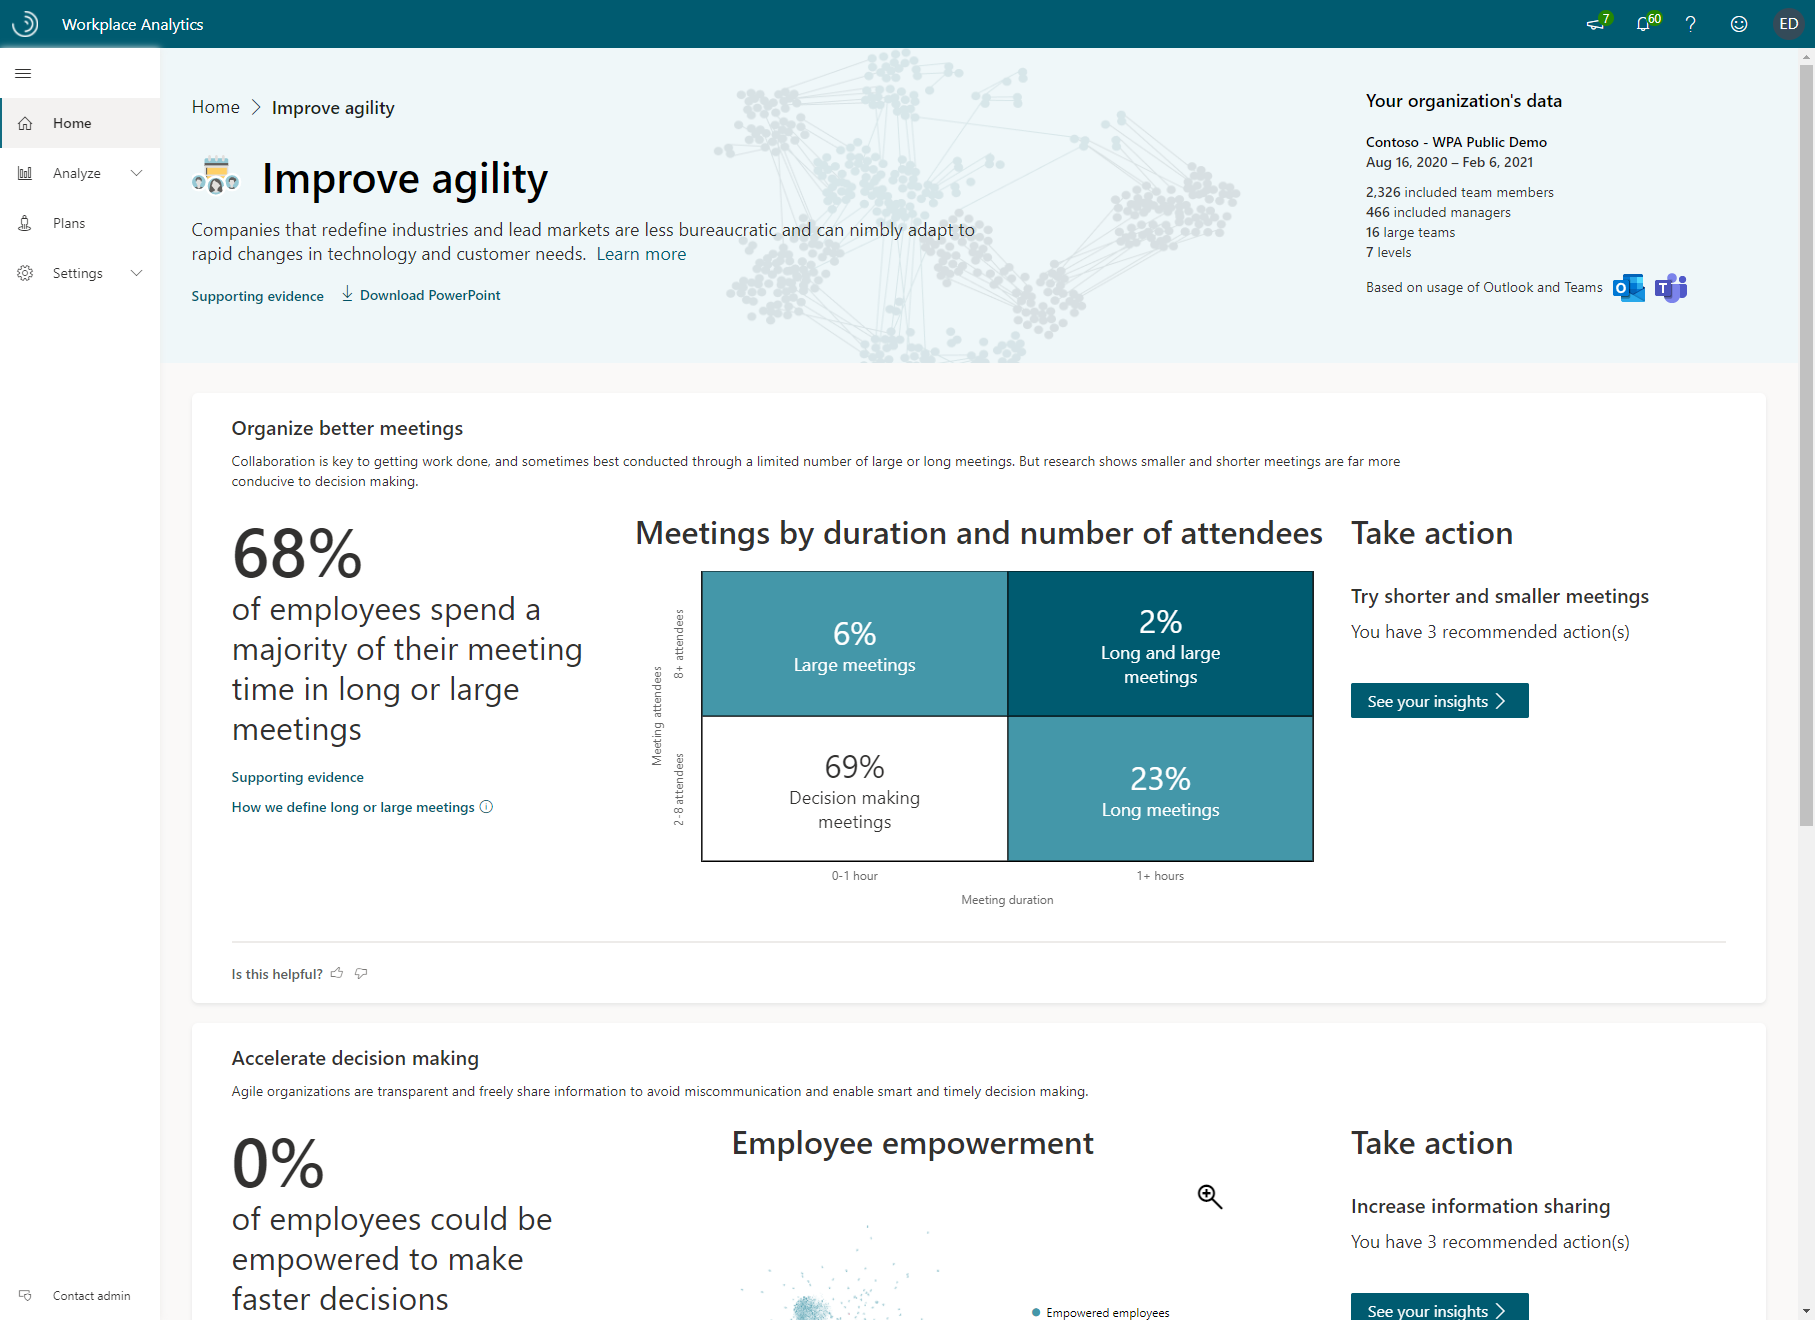 Workplace Analytics
7
60
ED
Home
Analyze
Plans
Settings
Contact admin
Home > Improve agility
Improve agility
Companies that redefine industries and lead markets are less bureaucratic and can nimbly adapt to
rapid changes in technology and customer needs. Learn more
Supporting evidence
Download PowerPoint
Your organization's data
Contoso - WPA Public Demo
Aug 16, 2020 – Feb 6, 2021
2,326 included team members
466 included managers
16 large teams
7 levels
Based on usage of Outlook and Teams
Organize better meetings
Collaboration is key to getting work done, and sometimes best conducted through a limited number of large or long meetings. But research shows smaller and shorter meetings are far more
conducive to decision making.
68%
of employees spend a
majority of their meeting
time in long or large
meetings
Supporting evidence
How we define long or large meetings
Meetings by duration and number of attendees
Meeting attendees
8+ attendees
2-8 attendees
6%
Large meetings
2%
Long and large
meetings
69%
Decision making
meetings
23%
Long meetings
0-1 hour
1+ hours
Meeting duration
Take action
Try shorter and smaller meetings
You have 3 recommended action(s)
See your insights
Is this helpful?
Accelerate decision making
Agile organizations are transparent and freely share information to avoid miscommunication and enable smart and timely decision making.
0%
of employees could be
empowered to make
faster decisions
Employee empowerment
Empowered employees
Take action
Increase information sharing
You have 3 recommended action(s)
See your insights